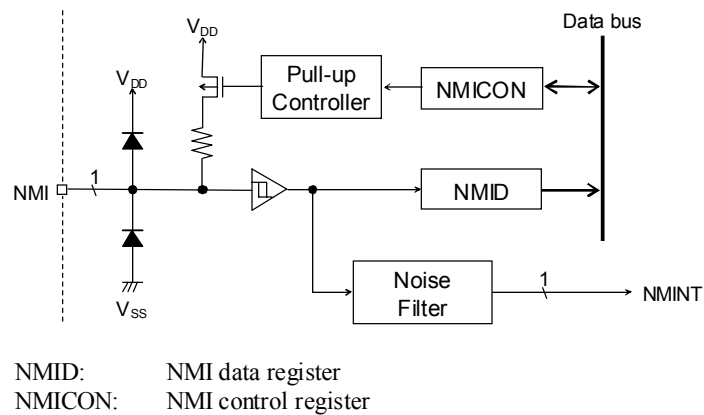 Data bus
VDD
VDD
Pull-up
Controller
NMICON
NMI
1
NMID
Noise
Filter
1
NMINT
VSS
NMID: NMI data register
NMICON: NMI control register